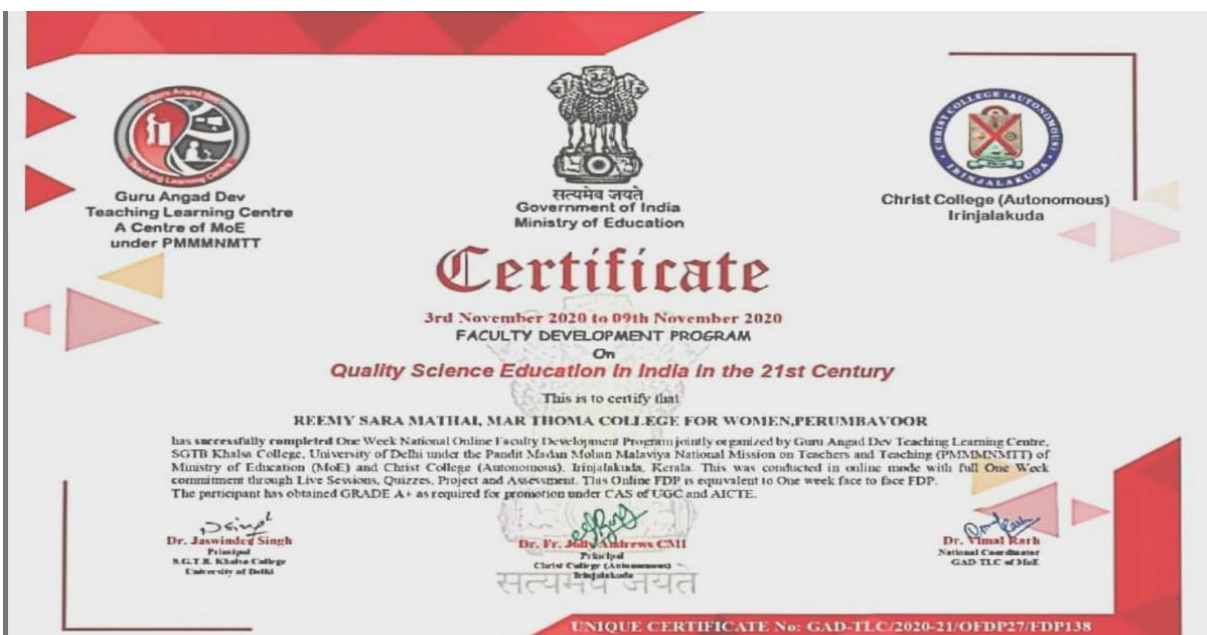 Guru Angad Dev
Teaching Learning Centre
Guru Angad Dev
Teaching Learning Centre
A Centre of MoE
under PMMMNMTT
सत्यमेव जयते
Government of India
Ministry of Education
CHRIST COLLEGE (AUTONOMOUS)
IRINJALAKUDA
Christ College (Autonomous)
Irinjalakuda
Certificate
3rd November 2020 to 09th November 2020
FACULTY DEVELOPMENT PROGRAM
On
Quality Science Education In India in the 21st Century
This is to certify that
REEMY SARA MATHAI, MAR THOMA COLLEGE FOR WOMEN,PERUMBAVOOR
has successfully completed One Week National Online Faculty Development Program jointly organized by Guru Angad Dev Teaching Learning Centre,
SGTB Khalsa College, University of Delhi under the Pandit Madan Mohan Malaviya National Mission on Teachers and Teaching (PMMMNMTT) of
Ministry of Education (MoE) and Christ College (Autonomous), Irinjalakuda, Kerala. This was conducted in online mode with full One Week
commitment through Live Sessions, Quizzes, Project and Assessment. This Online FDP is equivalent to One week face to face FDP.
The participant has obtained GRADE A+ as required for promotion under CAS of UGC and AICTE.
Dr. Jaswinder Singh
Principal
S.G.T.B. Khalsa College
University of Delhi
Dr. Fr. Jolly Andrews CMI
Principal
Christ College (Autonomous)
Irinjalakuda
Dr. Vimal Rarh
National Coordinator
GAD-TLC of MoE
सत्यमेव जयते
UNIQUE CERTIFICATE No: GAD-TLC/2020-21/OFDP27/FDP138